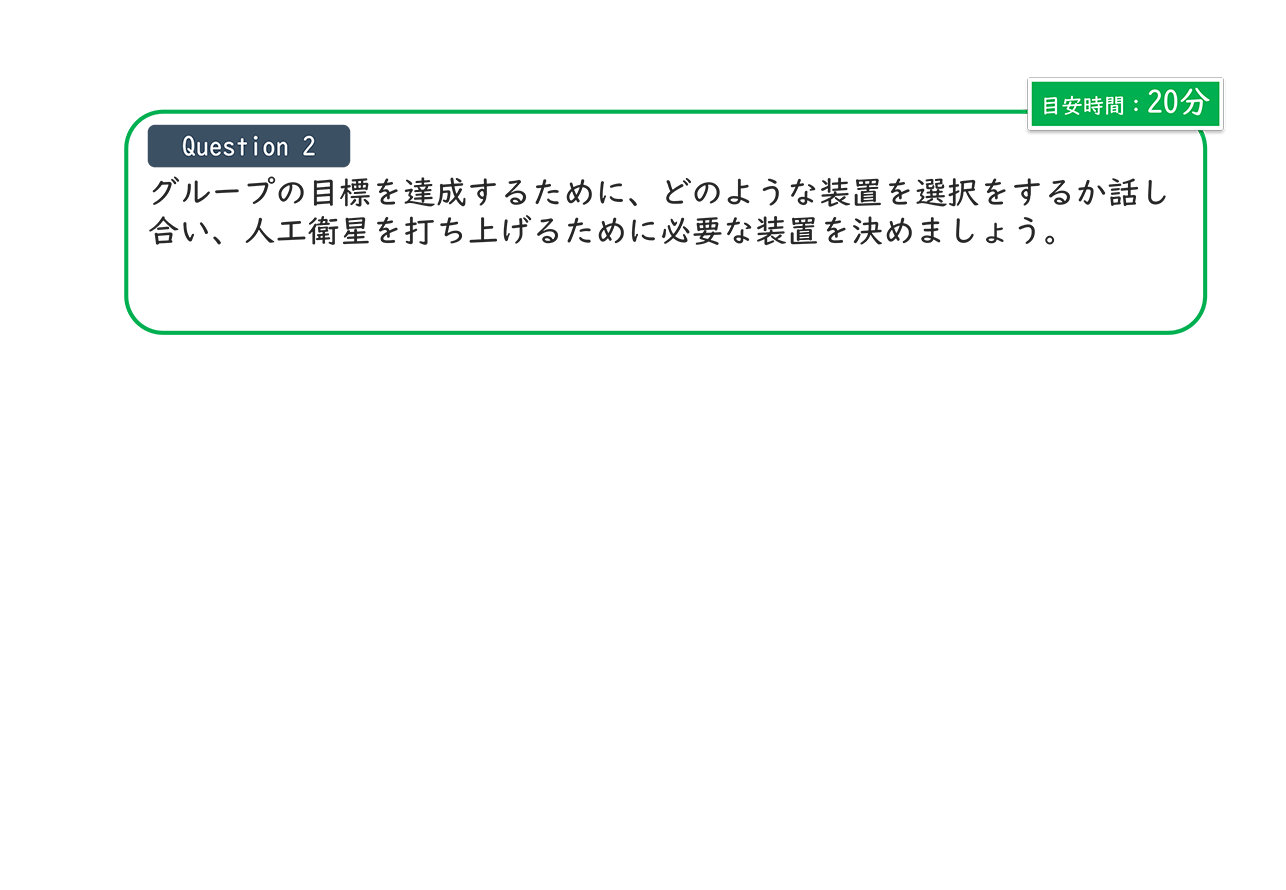 目安時間：20分
Question 2
グループの目標を達成するために、どのような装置を選択をするか話し
合い、人工衛星を打ち上げるために必要な装置を決めましょう。